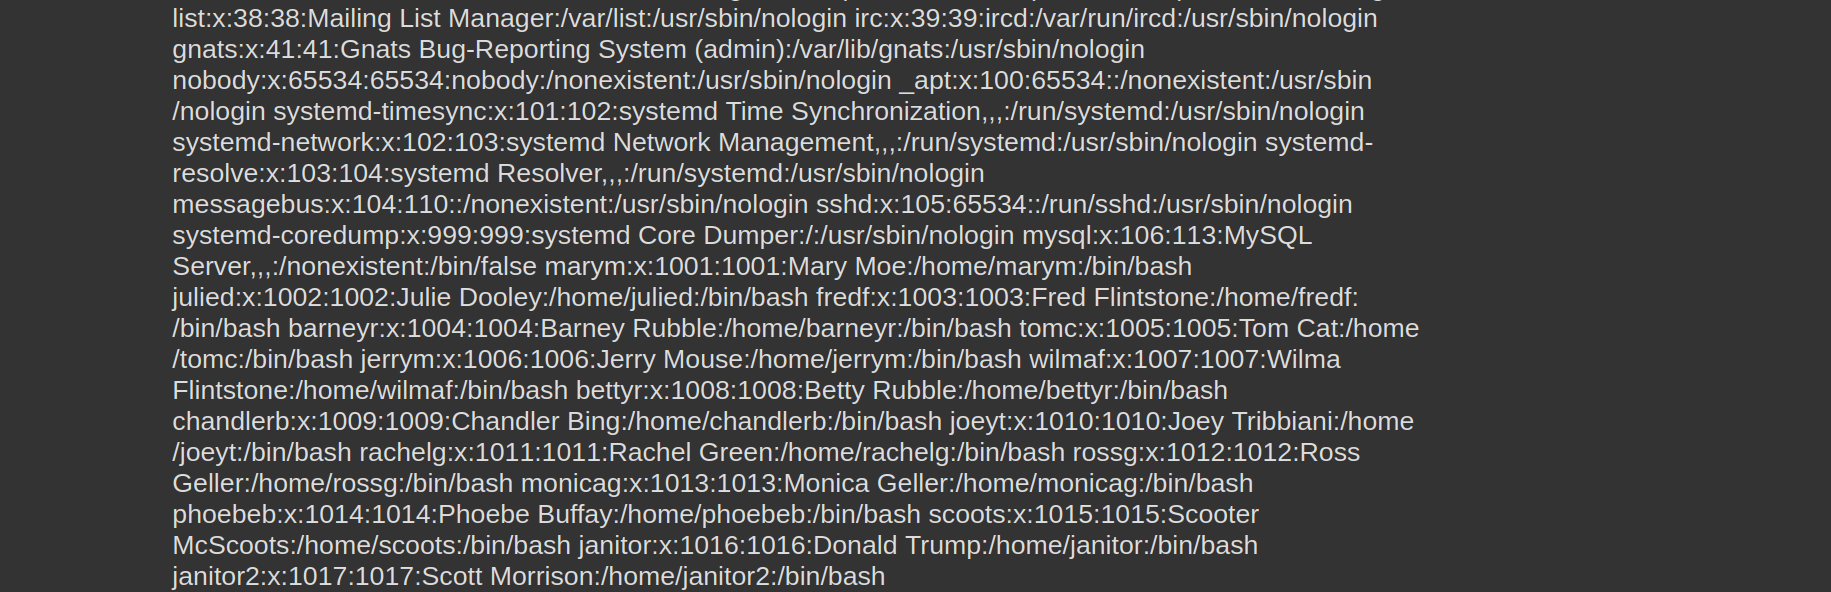 list:x:38:38:Mailing List Manager:/var/list:/usr/sbin/nologin irc:x:39:39:ircd:/var/run/ircd:/usr/sbin/nologin
gnats:x:41:41:Gnats Bug-Reporting System (admin):/var/lib/gnats:/usr/sbin/nologin
nobody:x:65534:65534:nobody:/nonexistent:/usr/sbin/nologin _apt:x:100:65534::/nonexistent:/usr/sbin
/nologin systemd-timesync:x:101:102:systemd Time Synchronization,,,:/run/systemd:/usr/sbin/nologin
systemd-network:x:102:103:systemd Network Management,,,:/run/systemd:/usr/sbin/nologin systemd-
resolve:x:103:104:systemd Resolver,,,:/run/systemd:/usr/sbin/nologin
messagebus:x:104:110::/nonexistent:/usr/sbin/nologin sshd:x:105:65534::/run/sshd:/usr/sbin/nologin
systemd-coredump:x:999:999:systemd Core Dumper:/:/usr/sbin/nologin mysql:x:106:113:MySQL
Server,,,:/nonexistent:/bin/false marym:x:1001:1001:Mary Moe:/home/marym:/bin/bash
julied:x:1002:1002:Julie Dooley:/home/julied:/bin/bash fredf:x:1003:1003:Fred Flintstone:/home/fredf:
/bin/bash barneyr:x:1004:1004:Barney Rubble:/home/barneyr:/bin/bash tomc:x:1005:1005:Tom Cat:/home
/tomc:/bin/bash jerrym:x:1006:1006:Jerry Mouse:/home/jerrym:/bin/bash wilmaf:x:1007:1007:Wilma
Flintstone:/home/wilmaf:/bin/bash bettyr:x:1008:1008:Betty Rubble:/home/bettyr:/bin/bash
chandlerb:x:1009:1009:Chandler Bing:/home/chandlerb:/bin/bash joeyt:x:1010:1010:Joey Tribbiani:/home
/joeyt:/bin/bash rachelg:x:1011:1011:Rachel Green:/home/rachelg:/bin/bash rossg:x:1012:1012:Ross
Geller:/home/rossg:/bin/bash monicag:x:1013:1013:Monica Geller:/home/monicag:/bin/bash
phoebeb:x:1014:1014:Phoebe Buffay:/home/phoebeb:/bin/bash scoots:x:1015:1015:Scooter
McScoots:/home/scoots:/bin/bash janitor:x:1016:1016:Donald Trump:/home/janitor:/bin/bash
janitor2:x:1017:1017:Scott Morrison:/home/janitor2:/bin/bash